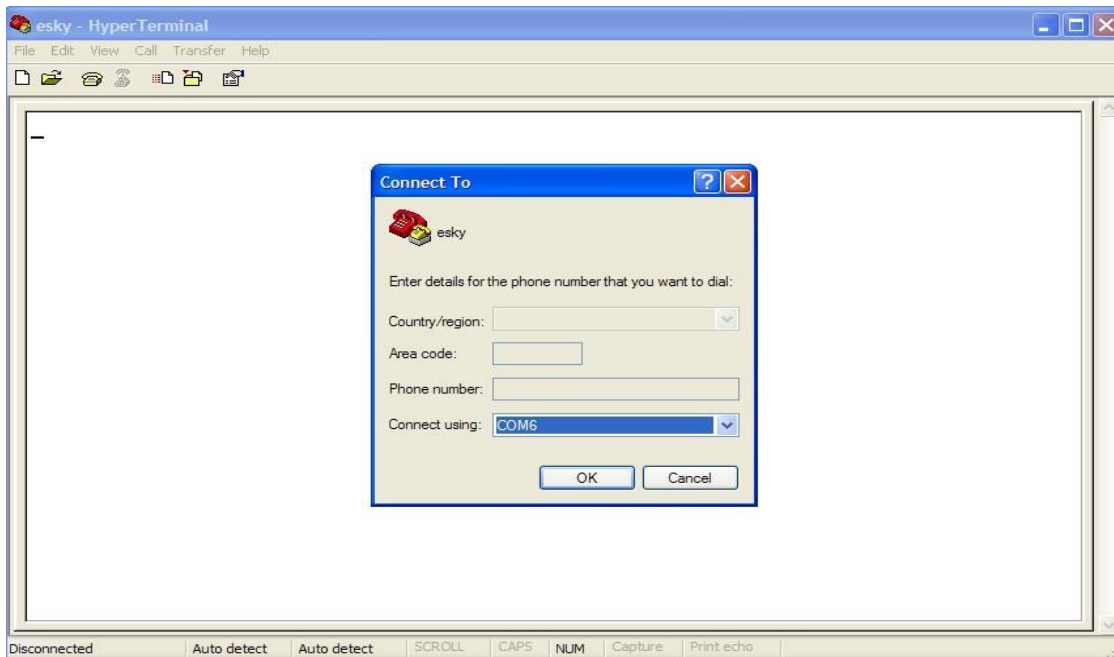 esky - HyperTerminal
File Edit View Call Transfer Help
Connect To
esky
Enter details for the phone number that you want to dial:
Country/region:
Area code:
Phone number:
Connect using: COM6
OK Cancel
Disconnected Auto detect Auto detect SCROLL CAPS NUM Capture Print echo